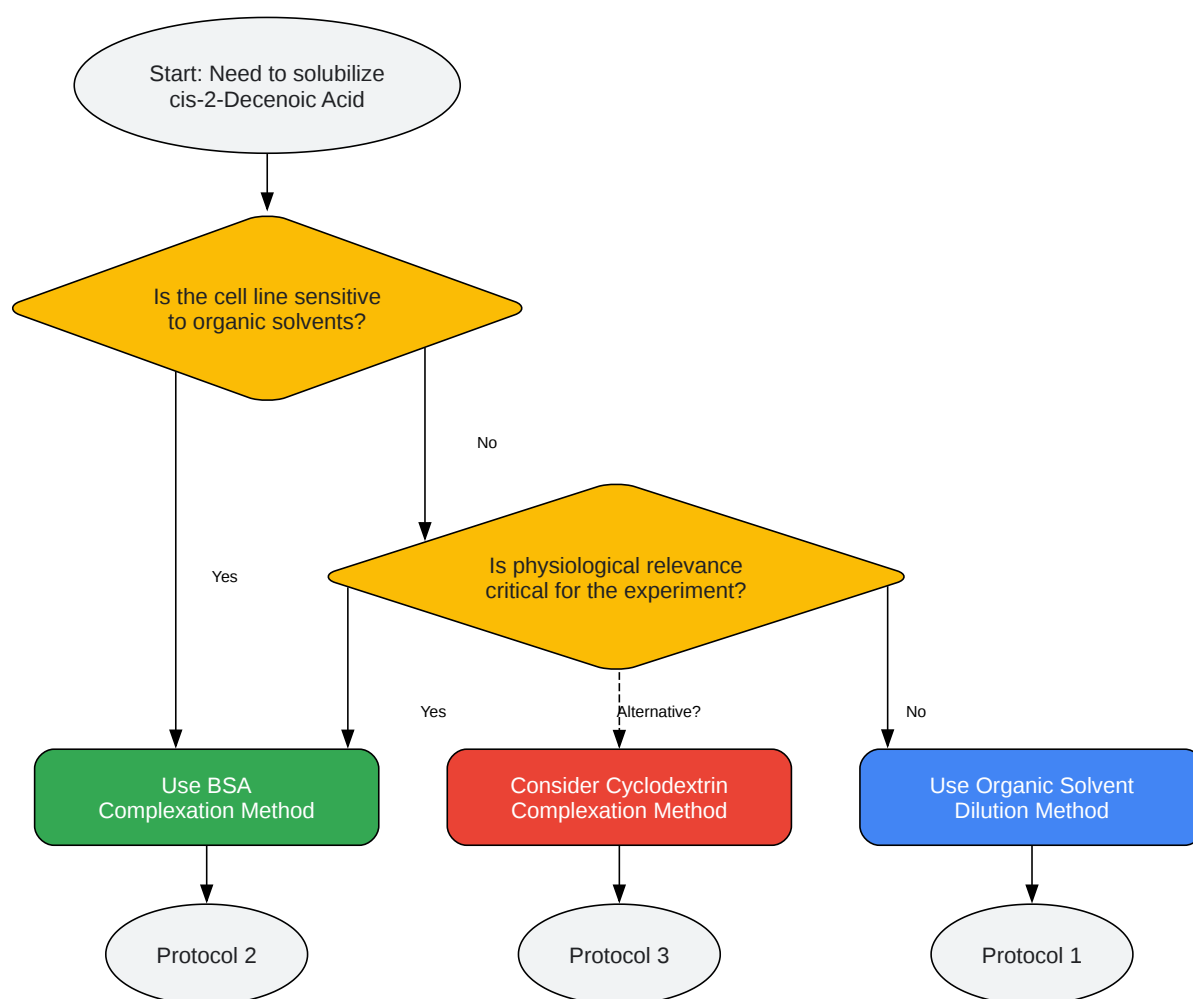 Start: Need to solubilize
cis-2-Decenoic Acid
Is the cell line sensitive
to organic solvents?
No
Is physiological relevance
critical for the experiment?
Yes
Yes
Alternative?
No
Use BSA
Complexation Method
Consider Cyclodextrin
Complexation Method
Use Organic Solvent
Dilution Method
Protocol 2
Protocol 3
Protocol 1